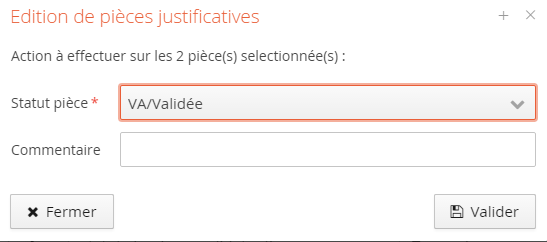 Edition de pièces justificatives
Action à effectuer sur les 2 pièce(s) selectionnée(s) :
Statut pièce *
VA/Validée
Commentaire
Fermer
Valider